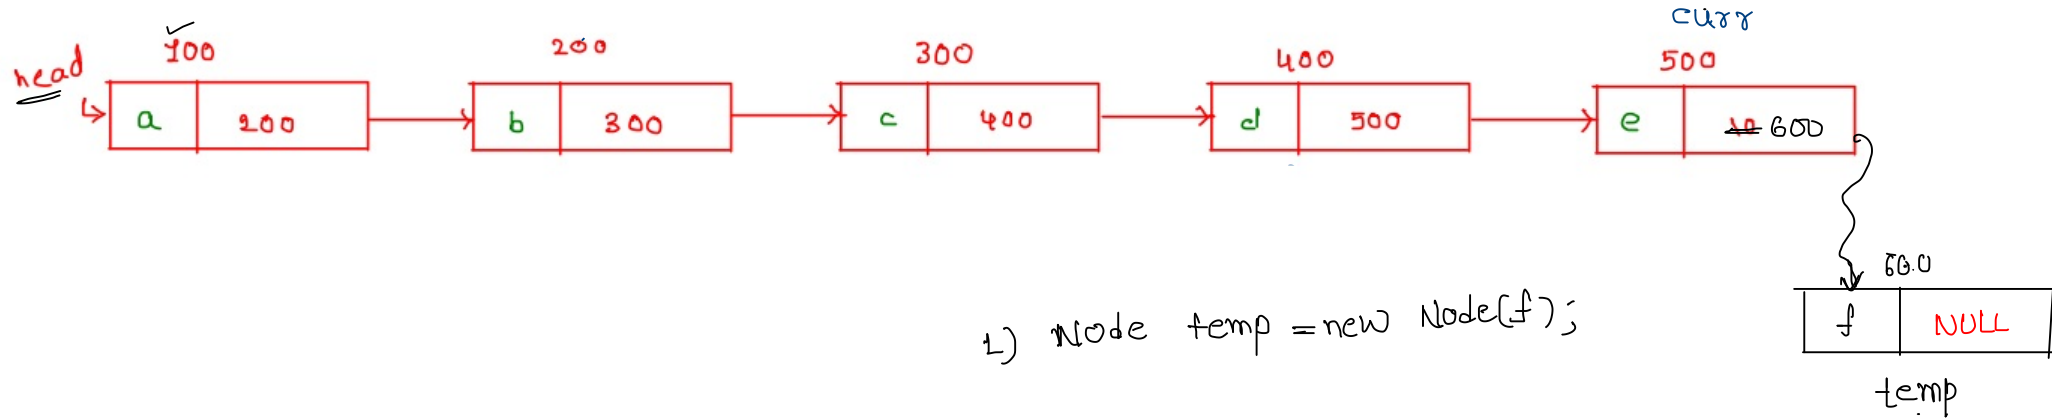 curr
head
100 200 300 400 500
a 200 b 300 c 400 d 500 e 600
600
f NULL
1) Node temp = new Node(f);
temp